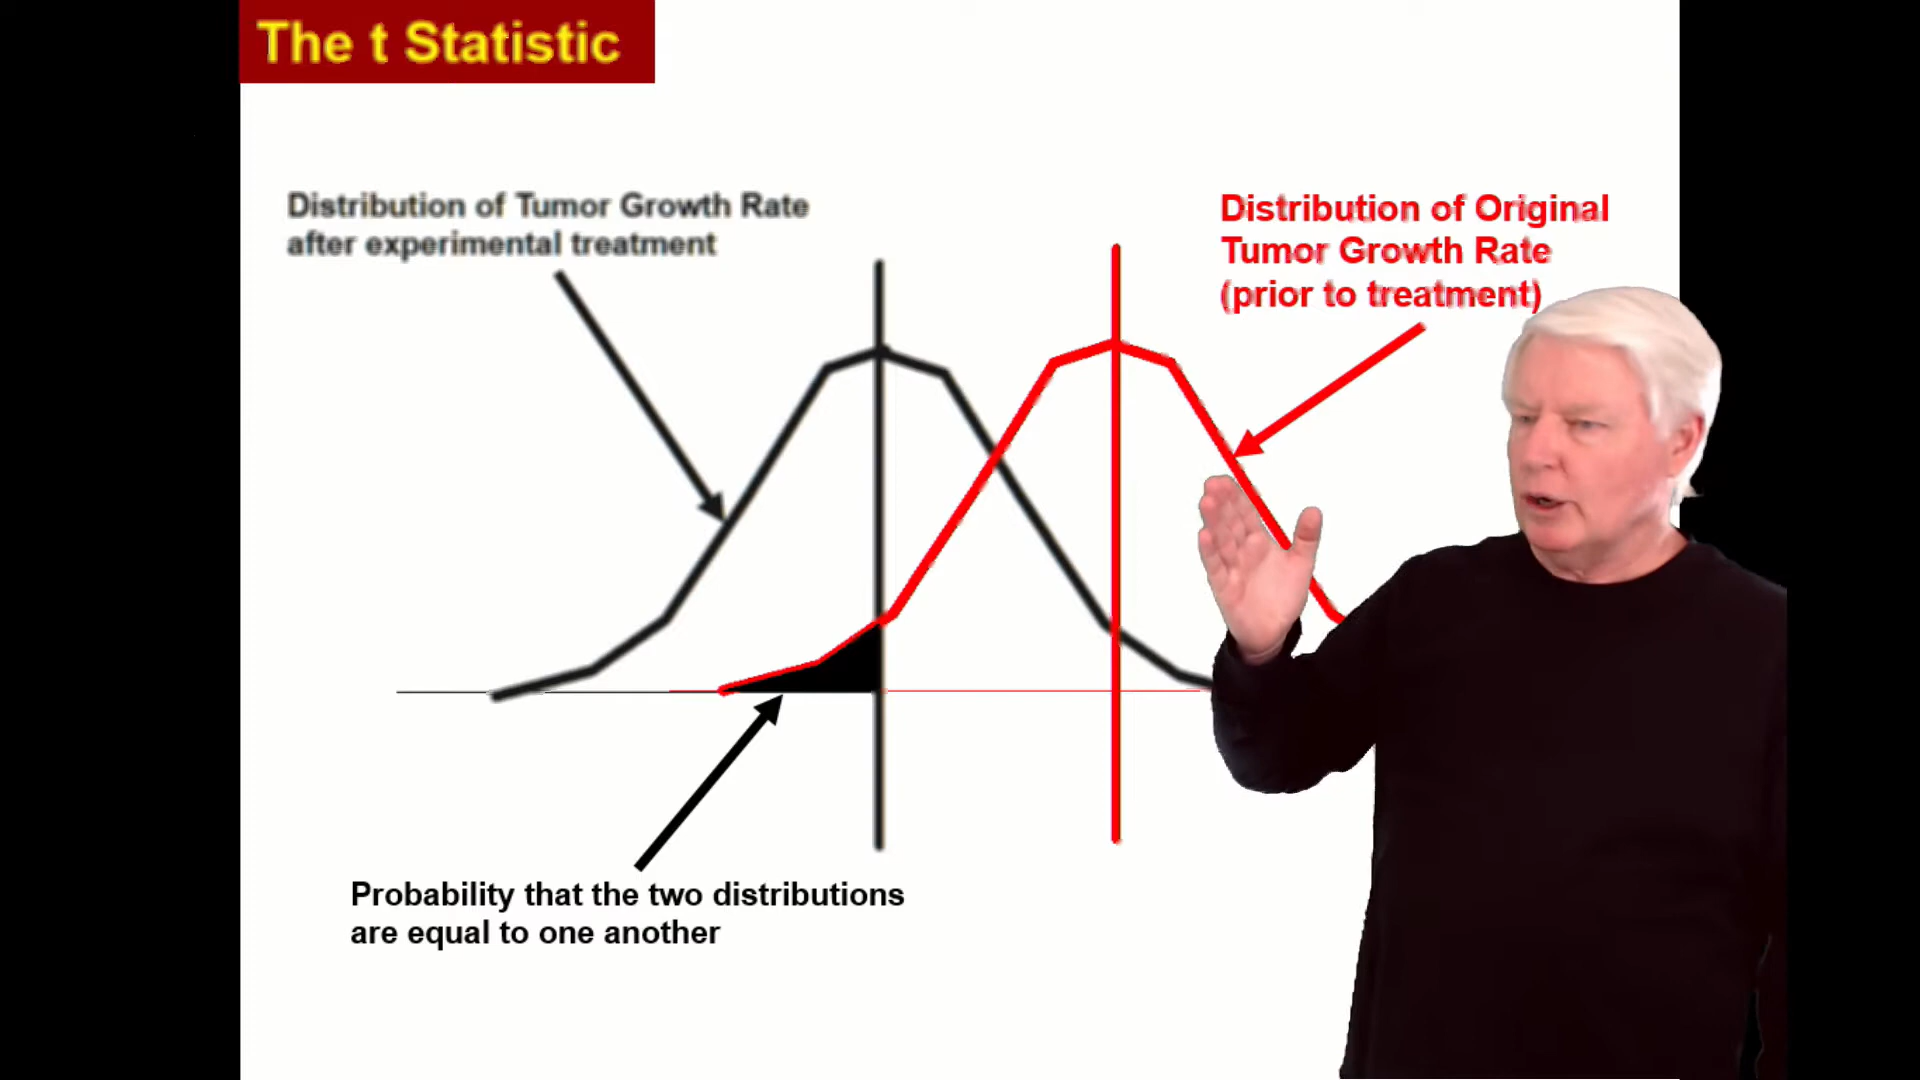 The t Statistic
Distribution of Tumor Growth Rate
after experimental treatment
Distribution of Original
Tumor Growth Rate
(prior to treatment)
Probability that the two distributions
are equal to one another